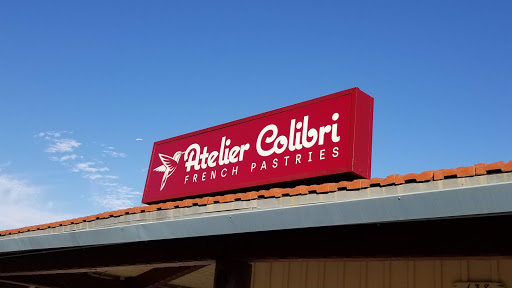 Atelier Colibri
FRENCH PASTRIES